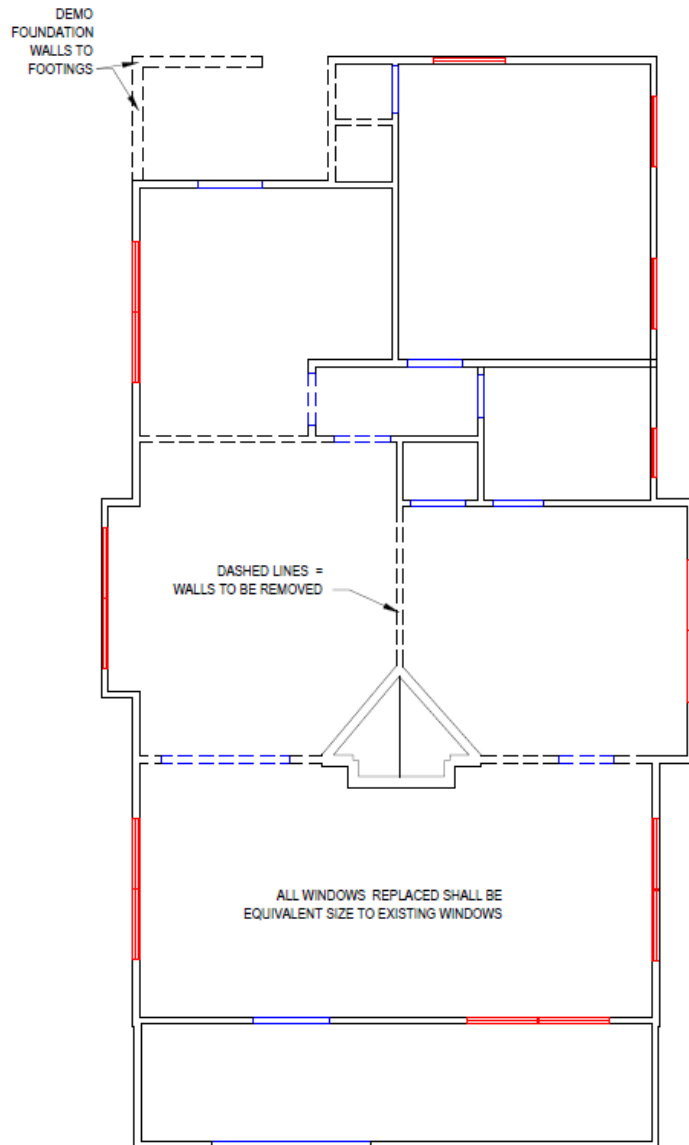 DEMO
FOUNDATION
WALLS TO
FOOTINGS
DASHED LINES =
WALLS TO BE REMOVED
ALL WINDOWS REPLACED SHALL BE
EQUIVALENT SIZE TO EXISTING WINDOWS